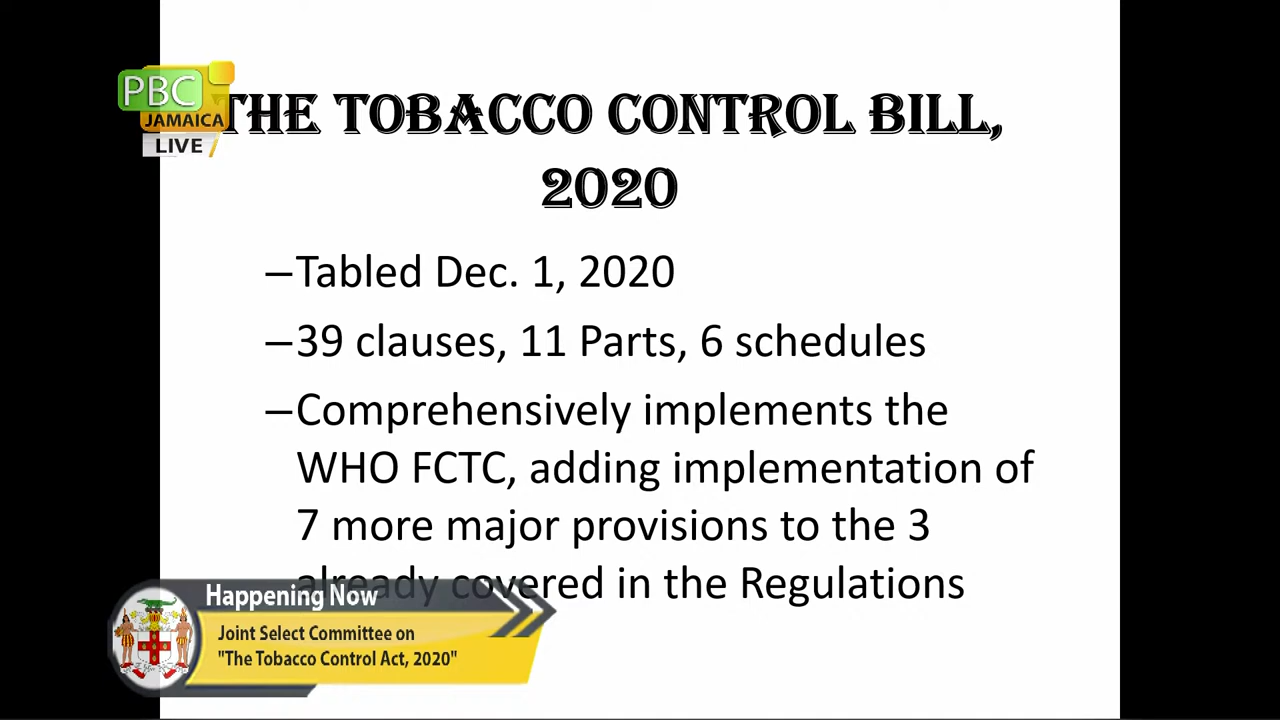 PBC
JAMAICA
LIVE
THE TOBACCO CONTROL BILL,
2020
–Tabled Dec. 1, 2020
–39 clauses, 11 Parts, 6 schedules
–Comprehensively implements the
WHO FCTC, adding implementation of
7 more major provisions to the 3
already covered in the Regulations
Happening Now
Joint Select Committee on
"The Tobacco Control Act, 2020"